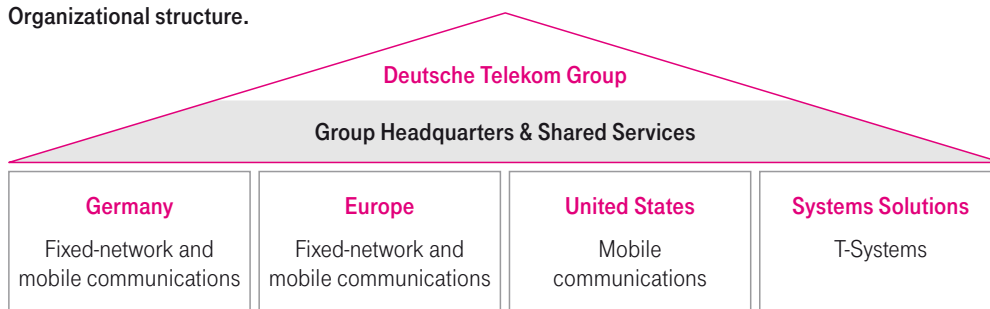 Organizational structure.
Deutsche Telekom Group
Group Headquarters & Shared Services
Germany
Fixed-network and
mobile communications
Europe
Fixed-network and
mobile communications
United States
Mobile
communications
Systems Solutions
T-Systems